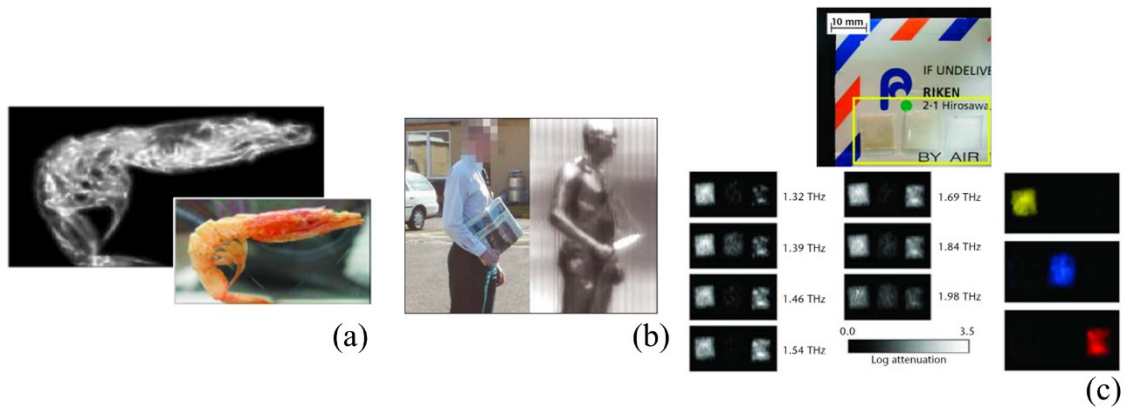 10 mm
IF UNDELIVE
RIKEN
2-1 Hirosawa,
BY AIR
1.32 THz
1.69 THz
1.39 THz
1.84 THz
1.46 THz
1.98 THz
1.54 THz
0.0
3.5
Log attenuation
(a)
(b)
(c)